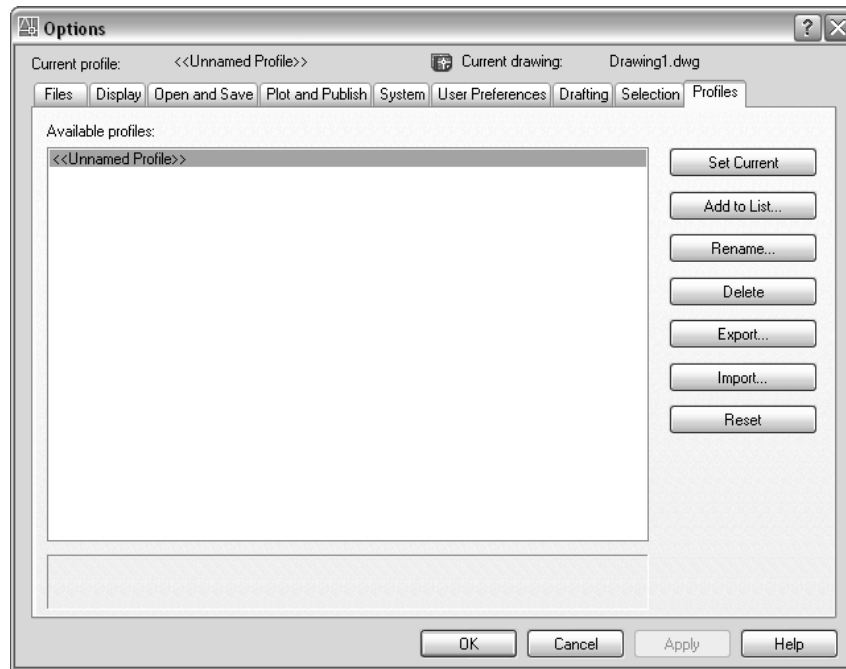 Options
Current profile: <<Unnamed Profile>> Current drawing: Drawing1.dwg
Files Display Open and Save Plot and Publish System User Preferences Drafting Selection Profiles
Available profiles:
<<Unnamed Profile>>
Set Current
Add to List...
Rename...
Delete
Export...
Import...
Reset
OK Cancel Apply Help